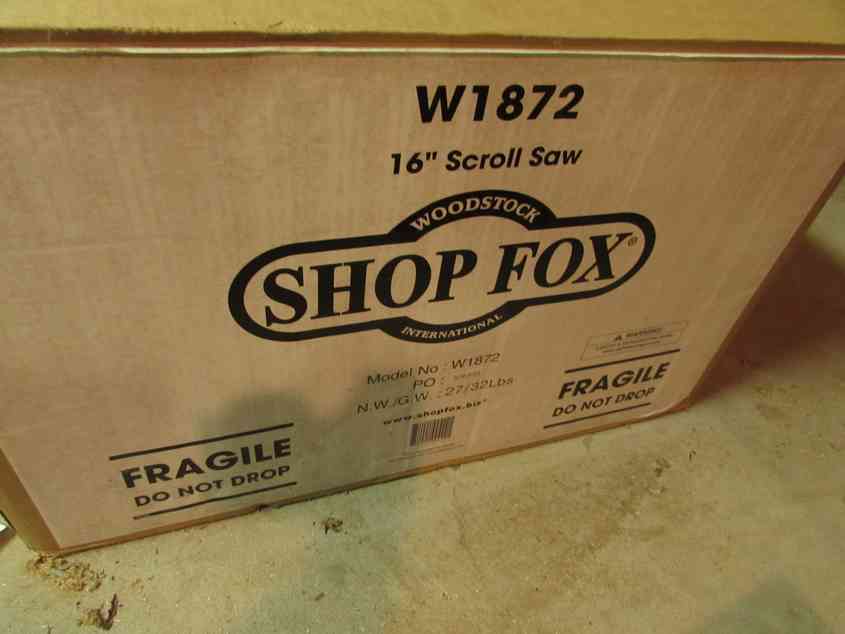 W1872
16" Scroll Saw
WOODSTOCK
SHOP FOX®
INTERNATIONAL
Model No : W1872
PO :
N.W./G.W. : 27/32Lbs
www.shopfox.biz
WARNING
FRAGILE
DO NOT DROP
FRAGILE
DO NOT DROP